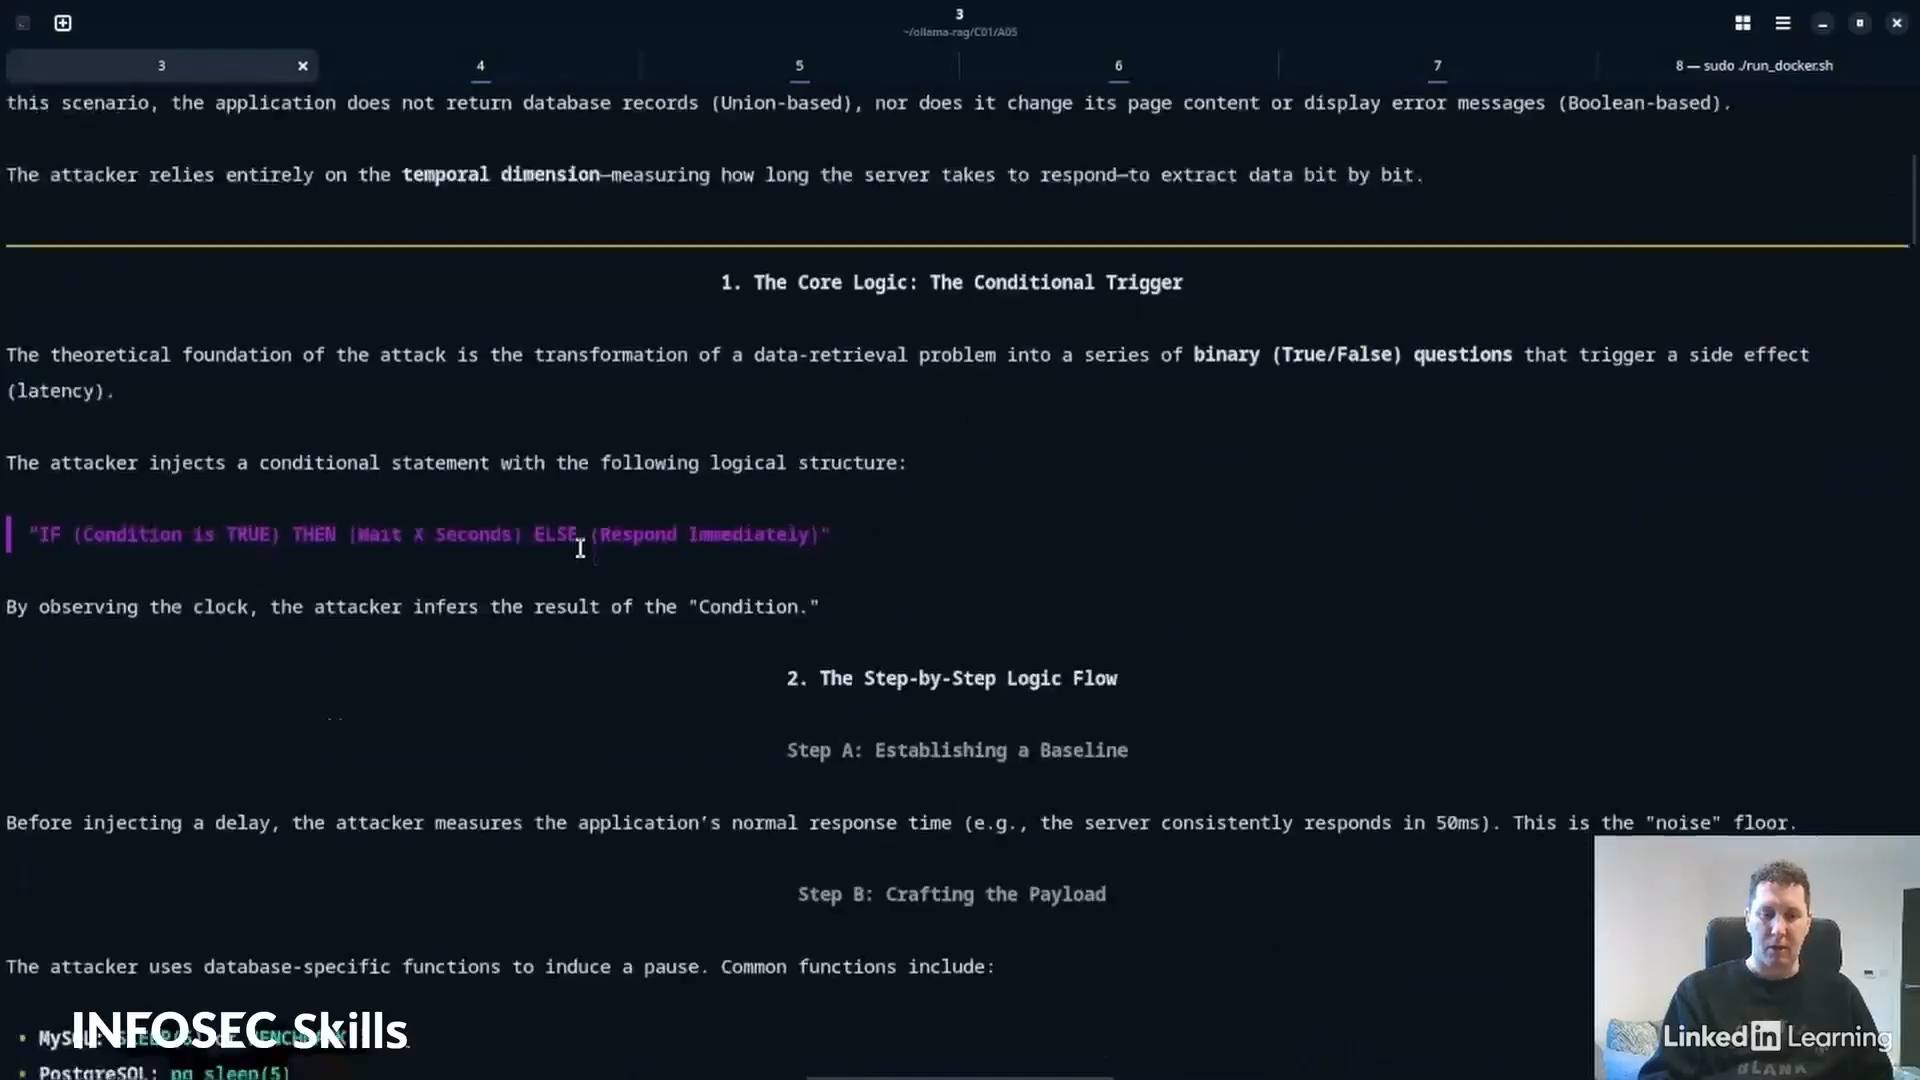 3
~/ollama-rag/C01/A05
3
4
5
6
7
8 — sudo ./run_docker.sh
this scenario, the application does not return database records (Union-based), nor does it change its page content or display error messages (Boolean-based).
The attacker relies entirely on the temporal dimension—measuring how long the server takes to respond—to extract data bit by bit.
1. The Core Logic: The Conditional Trigger
The theoretical foundation of the attack is the transformation of a data-retrieval problem into a series of binary (True/False) questions that trigger a side effect
(latency).
The attacker injects a conditional statement with the following logical structure:
"IF (Condition is TRUE) THEN (Wait X Seconds) ELSE (Respond Immediately)"
By observing the clock, the attacker infers the result of the "Condition."
2. The Step-by-Step Logic Flow
Step A: Establishing a Baseline
Before injecting a delay, the attacker measures the application's normal response time (e.g., the server consistently responds in 50ms). This is the "noise" floor.
Step B: Crafting the Payload
The attacker uses database-specific functions to induce a pause. Common functions include:
INFOSEC Skills
• PostgreSQL: pg_sleep(5)
LinkedIn Learning
BLANK